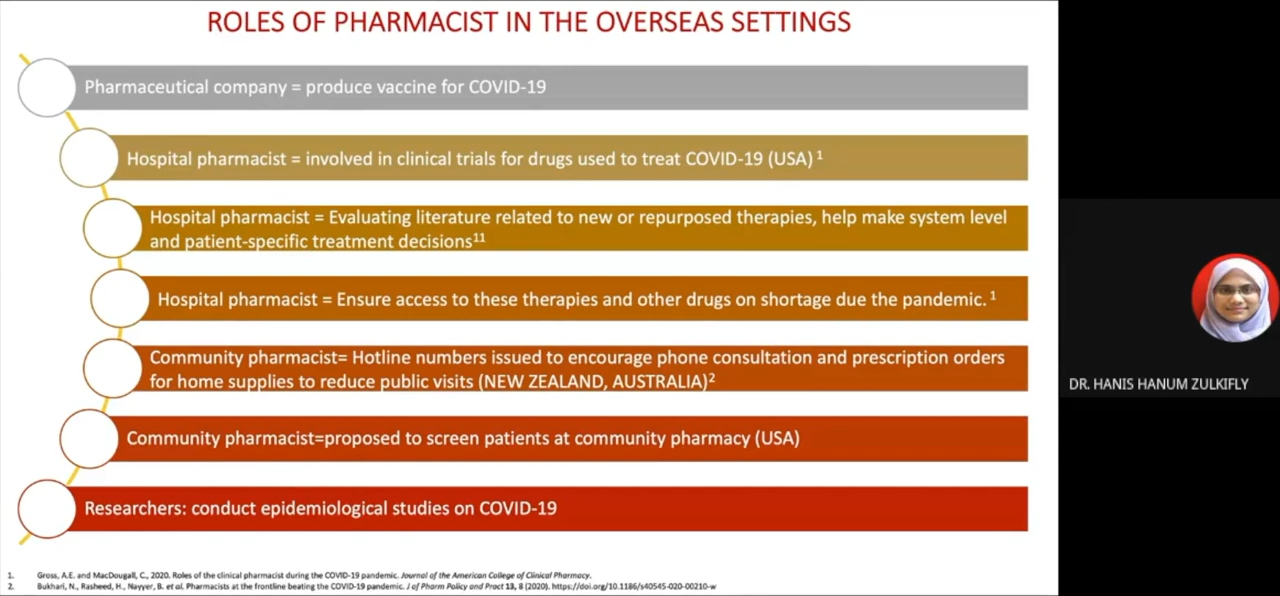 ROLES OF PHARMACIST IN THE OVERSEAS SETTINGS
Pharmaceutical company = produce vaccine for COVID-19
Hospital pharmacist = involved in clinical trials for drugs used to treat COVID-19 (USA) 1
Hospital pharmacist = Evaluating literature related to new or repurposed therapies, help make system level
and patient-specific treatment decisions11
Hospital pharmacist = Ensure access to these therapies and other drugs on shortage due the pandemic. 1
Community pharmacist= Hotline numbers issued to encourage phone consultation and prescription orders
for home supplies to reduce public visits (NEW ZEALAND, AUSTRALIA)2
Community pharmacist=proposed to screen patients at community pharmacy (USA)
Researchers: conduct epidemiological studies on COVID-19
DR. HANIS HANUM ZULKIFLY
1. Gross, A.E. and MacDougall, C., 2020. Roles of the clinical pharmacist during the COVID-19 pandemic. Journal of the American College of Clinical Pharmacy.
2. Bukhari, N., Rasheed, H., Nayyer, B. et al. Pharmacists at the frontline beating the COVID-19 pandemic. J of Pharm Policy and Pract 13, 8 (2020). https://doi.org/10.1186/s40545-020-00210-w